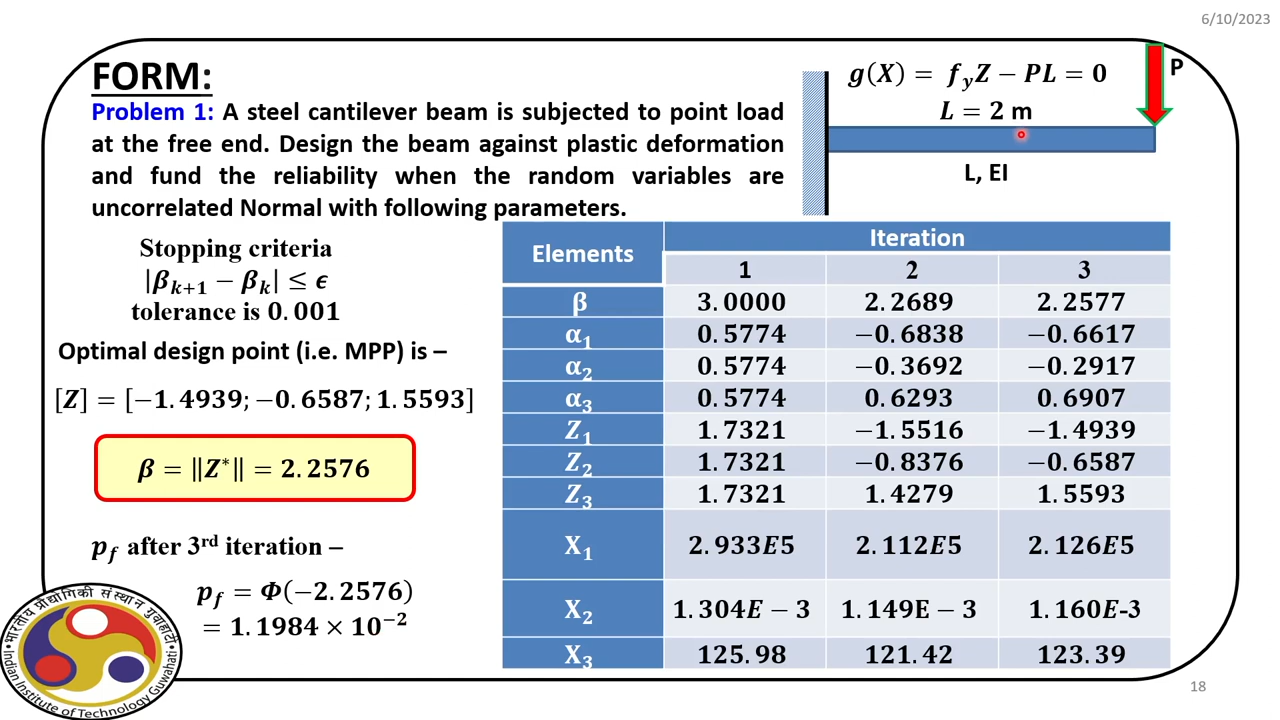 6/10/2023
FORM:
Problem 1: A steel cantilever beam is subjected to point load
at the free end. Design the beam against plastic deformation
and fund the reliability when the random variables are
uncorrelated Normal with following parameters.
g(X) = f_y Z − PL = 0
L = 2 m
P
L, EI
Stopping criteria
|β_{k+1} − β_k| ≤ ϵ
tolerance is 0.001
Optimal design point (i.e. MPP) is –
[Z] = [−1.4939; −0.6587; 1.5593]
β = ‖Z*‖ = 2.2576
p_f after 3rd iteration –
p_f = Φ(−2.2576)
= 1.1984 × 10⁻²
Elements Iteration
1 2 3
β 3.0000 2.2689 2.2577
α₁ 0.5774 −0.6838 −0.6617
α₂ 0.5774 −0.3692 −0.2917
α₃ 0.5774 0.6293 0.6907
Z₁ 1.7321 −1.5516 −1.4939
Z₂ 1.7321 −0.8376 −0.6587
Z₃ 1.7321 1.4279 1.5593
X₁ 2.933E5 2.112E5 2.126E5
X₂ 1.304E − 3 1.149E − 3 1.160E-3
X₃ 125.98 121.42 123.39
भारतीय प्रौद्योगिकी संस्थान गुवाहाटी
Indian Institute of Technology Guwahati
18